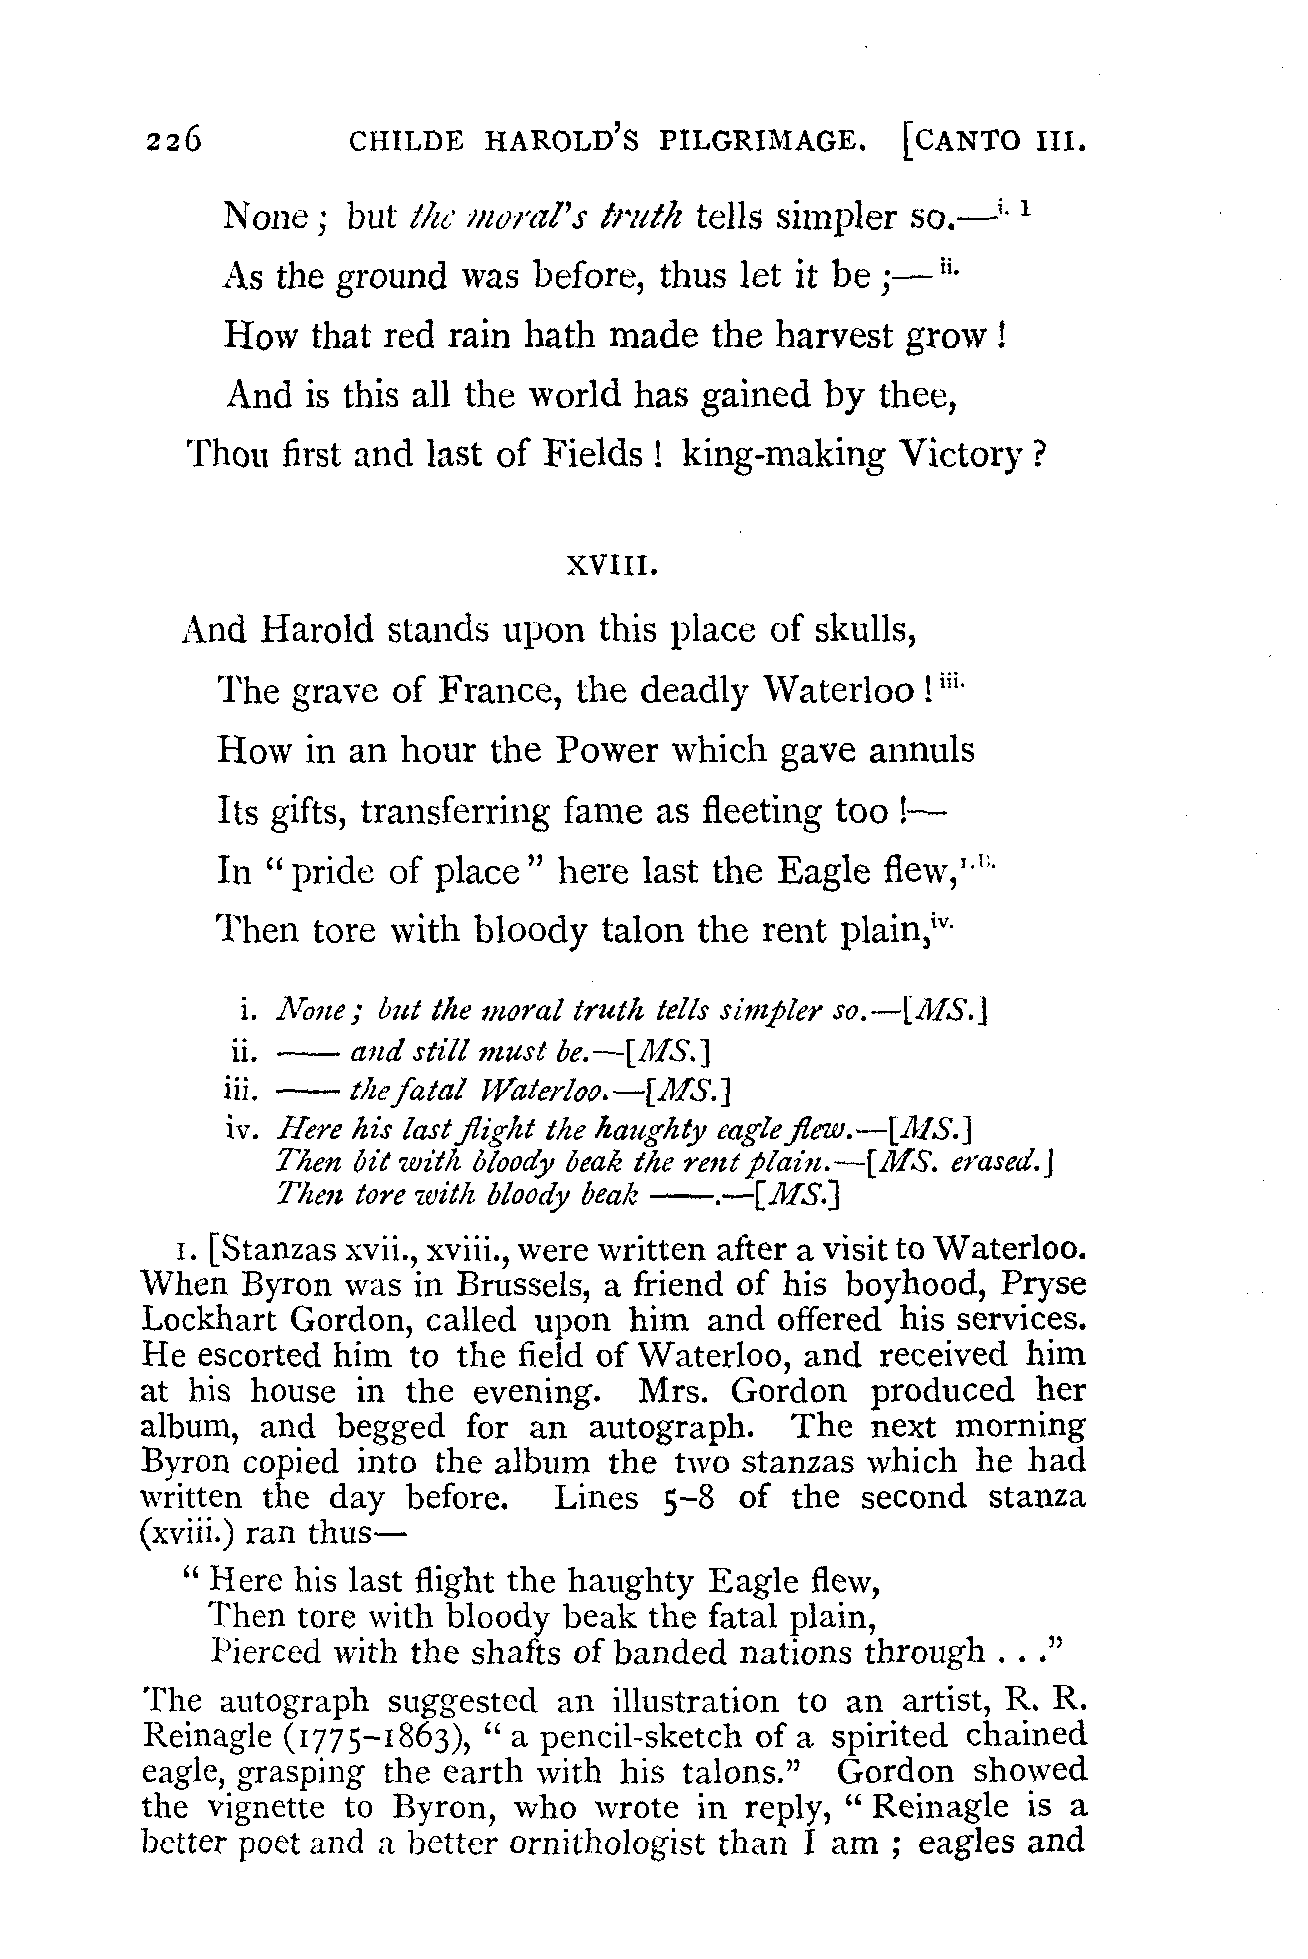 226 CHILDE HAROLD'S PILGRIMAGE. [CANTO III.
None; but the moral's truth tells simpler so.—i. 1
As the ground was before, thus let it be;—ii.
How that red rain hath made the harvest grow!
And is this all the world has gained by thee,
Thou first and last of Fields! king-making Victory?
XVIII.
And Harold stands upon this place of skulls,
The grave of France, the deadly Waterloo! iii.
How in an hour the Power which gave annuls
Its gifts, transferring fame as fleeting too!—
In "pride of place" here last the Eagle flew,
Then tore with bloody talon the rent plain, iv.
i. None; but the moral truth tells simpler so.—[MS.]
ii. —— and still must be.—[MS.]
iii. —— the fatal Waterloo.—[MS.]
iv. Here his last flight the haughty eagle flew.—[MS.]
Then bit with bloody beak the rent plain.—[MS. erased.]
Then tore with bloody beak ——.—[MS.]
1. [Stanzas xvii., xviii., were written after a visit to Waterloo.
When Byron was in Brussels, a friend of his boyhood, Pryse
Lockhart Gordon, called upon him and offered his services.
He escorted him to the field of Waterloo, and received him
at his house in the evening. Mrs. Gordon produced her
album, and begged for an autograph. The next morning
Byron copied into the album the two stanzas which he had
written the day before. Lines 5–8 of the second stanza
(xviii.) ran thus—
"Here his last flight the haughty Eagle flew,
Then tore with bloody beak the fatal plain,
Pierced with the shafts of banded nations through . . ."
The autograph suggested an illustration to an artist, R. R.
Reinagle (1775–1863), "a pencil-sketch of a spirited chained
eagle, grasping the earth with his talons." Gordon showed
the vignette to Byron, who wrote in reply, "Reinagle is a
better poet and a better ornithologist than I am; eagles and